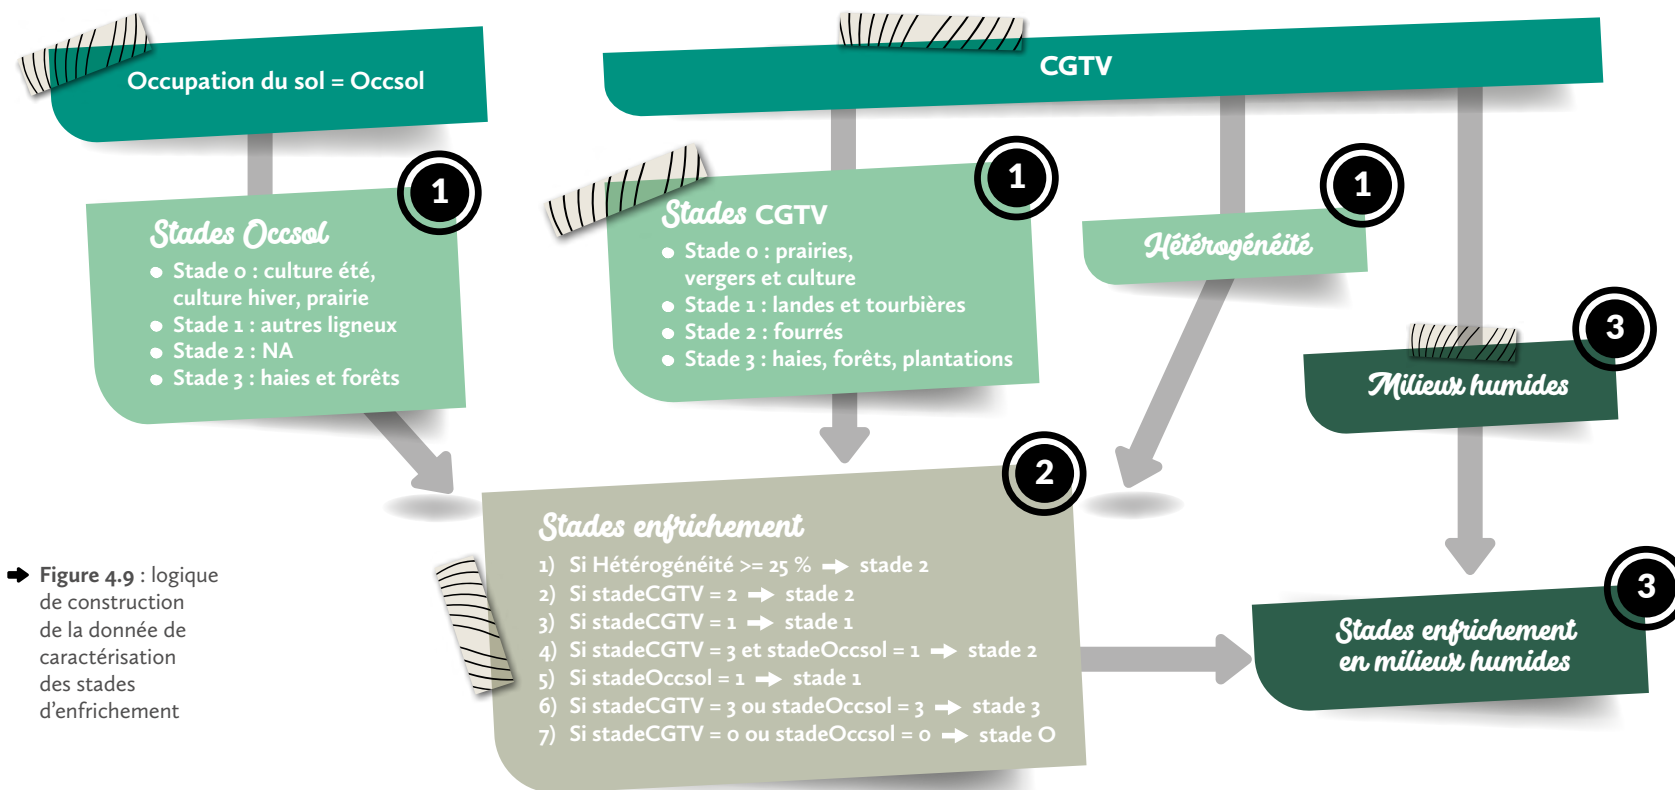 Occupation du sol = Occsol
CGTV
1
Stades Occsol
• Stade 0 : culture été,
culture hiver, prairie
• Stade 1 : autres ligneux
• Stade 2 : NA
• Stade 3 : haies et forêts
1
Stades CGTV
• Stade 0 : prairies,
vergers et culture
• Stade 1 : landes et tourbières
• Stade 2 : fourrés
• Stade 3 : haies, forêts, plantations
1
Hétérogénéité
3
Milieux humides
2
Stades enfrichement
1) Si Hétérogénéité >= 25 % → stade 2
2) Si stadeCGTV = 2 → stade 2
3) Si stadeCGTV = 1 → stade 1
4) Si stadeCGTV = 3 et stadeOccsol = 1 → stade 2
5) Si stadeOccsol = 1 → stade 1
6) Si stadeCGTV = 3 ou stadeOccsol = 3 → stade 3
7) Si stadeCGTV = 0 ou stadeOccsol = 0 → stade O
3
Stades enfrichement
en milieux humides
➡ Figure 4.9 : logique
de construction
de la donnée de
caractérisation
des stades
d'enfrichement